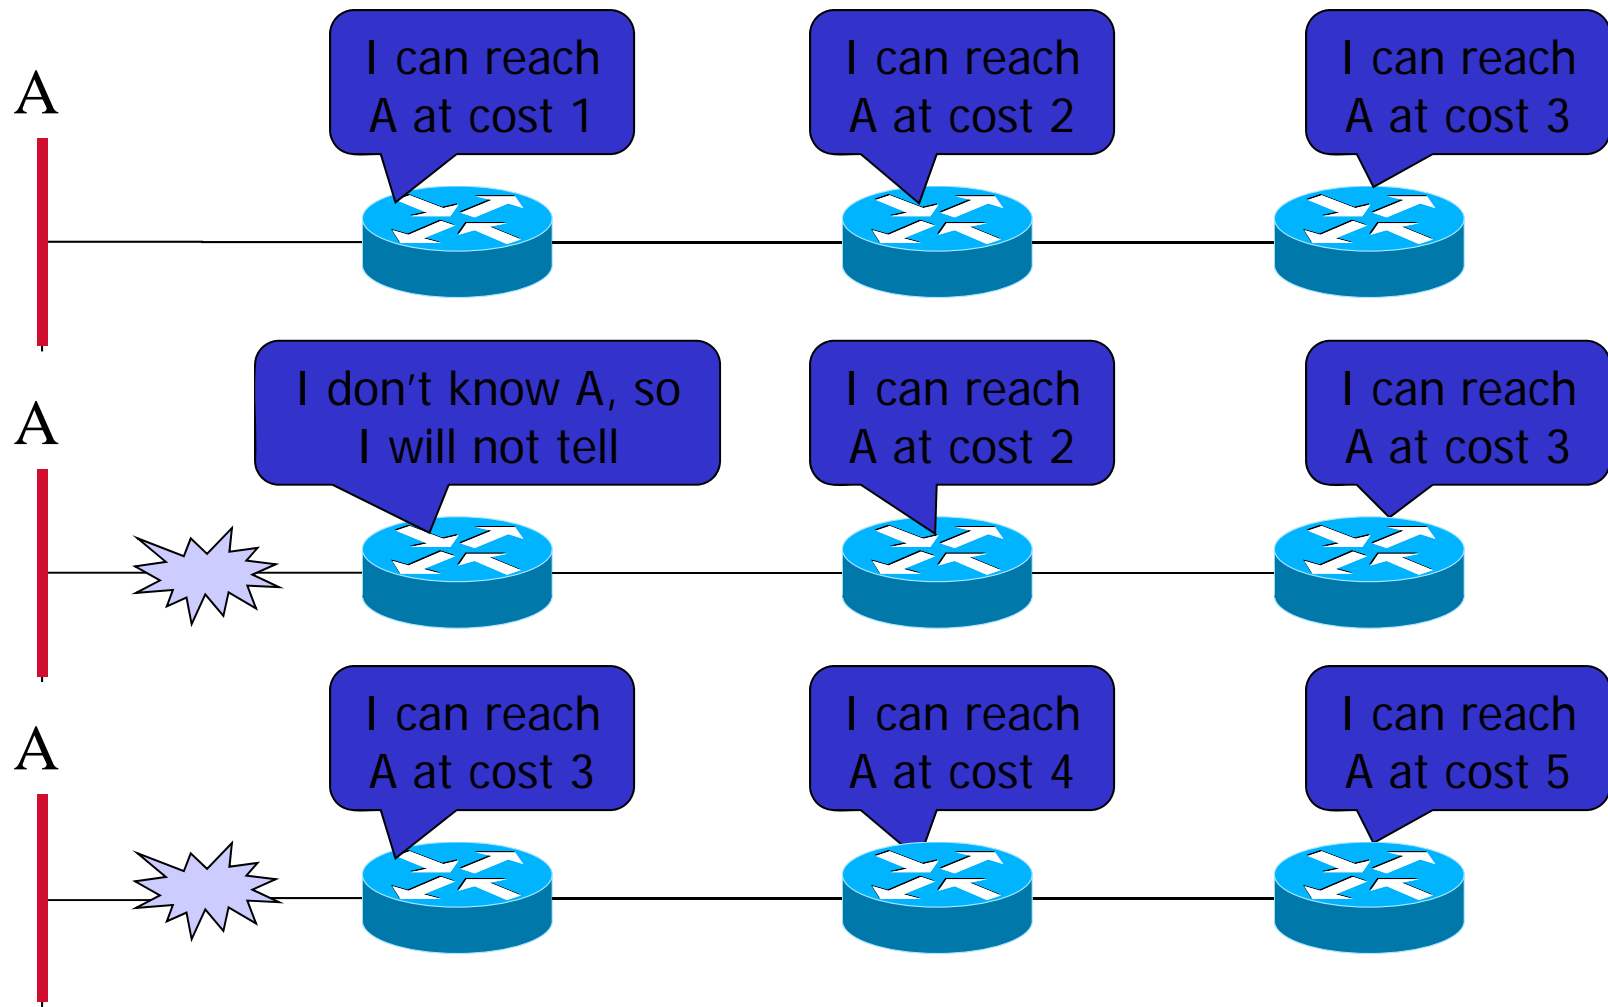 A
I can reach
A at cost 1
I can reach
A at cost 2
I can reach
A at cost 3
A
I don't know A, so
I will not tell
I can reach
A at cost 2
I can reach
A at cost 3
A
I can reach
A at cost 3
I can reach
A at cost 4
I can reach
A at cost 5